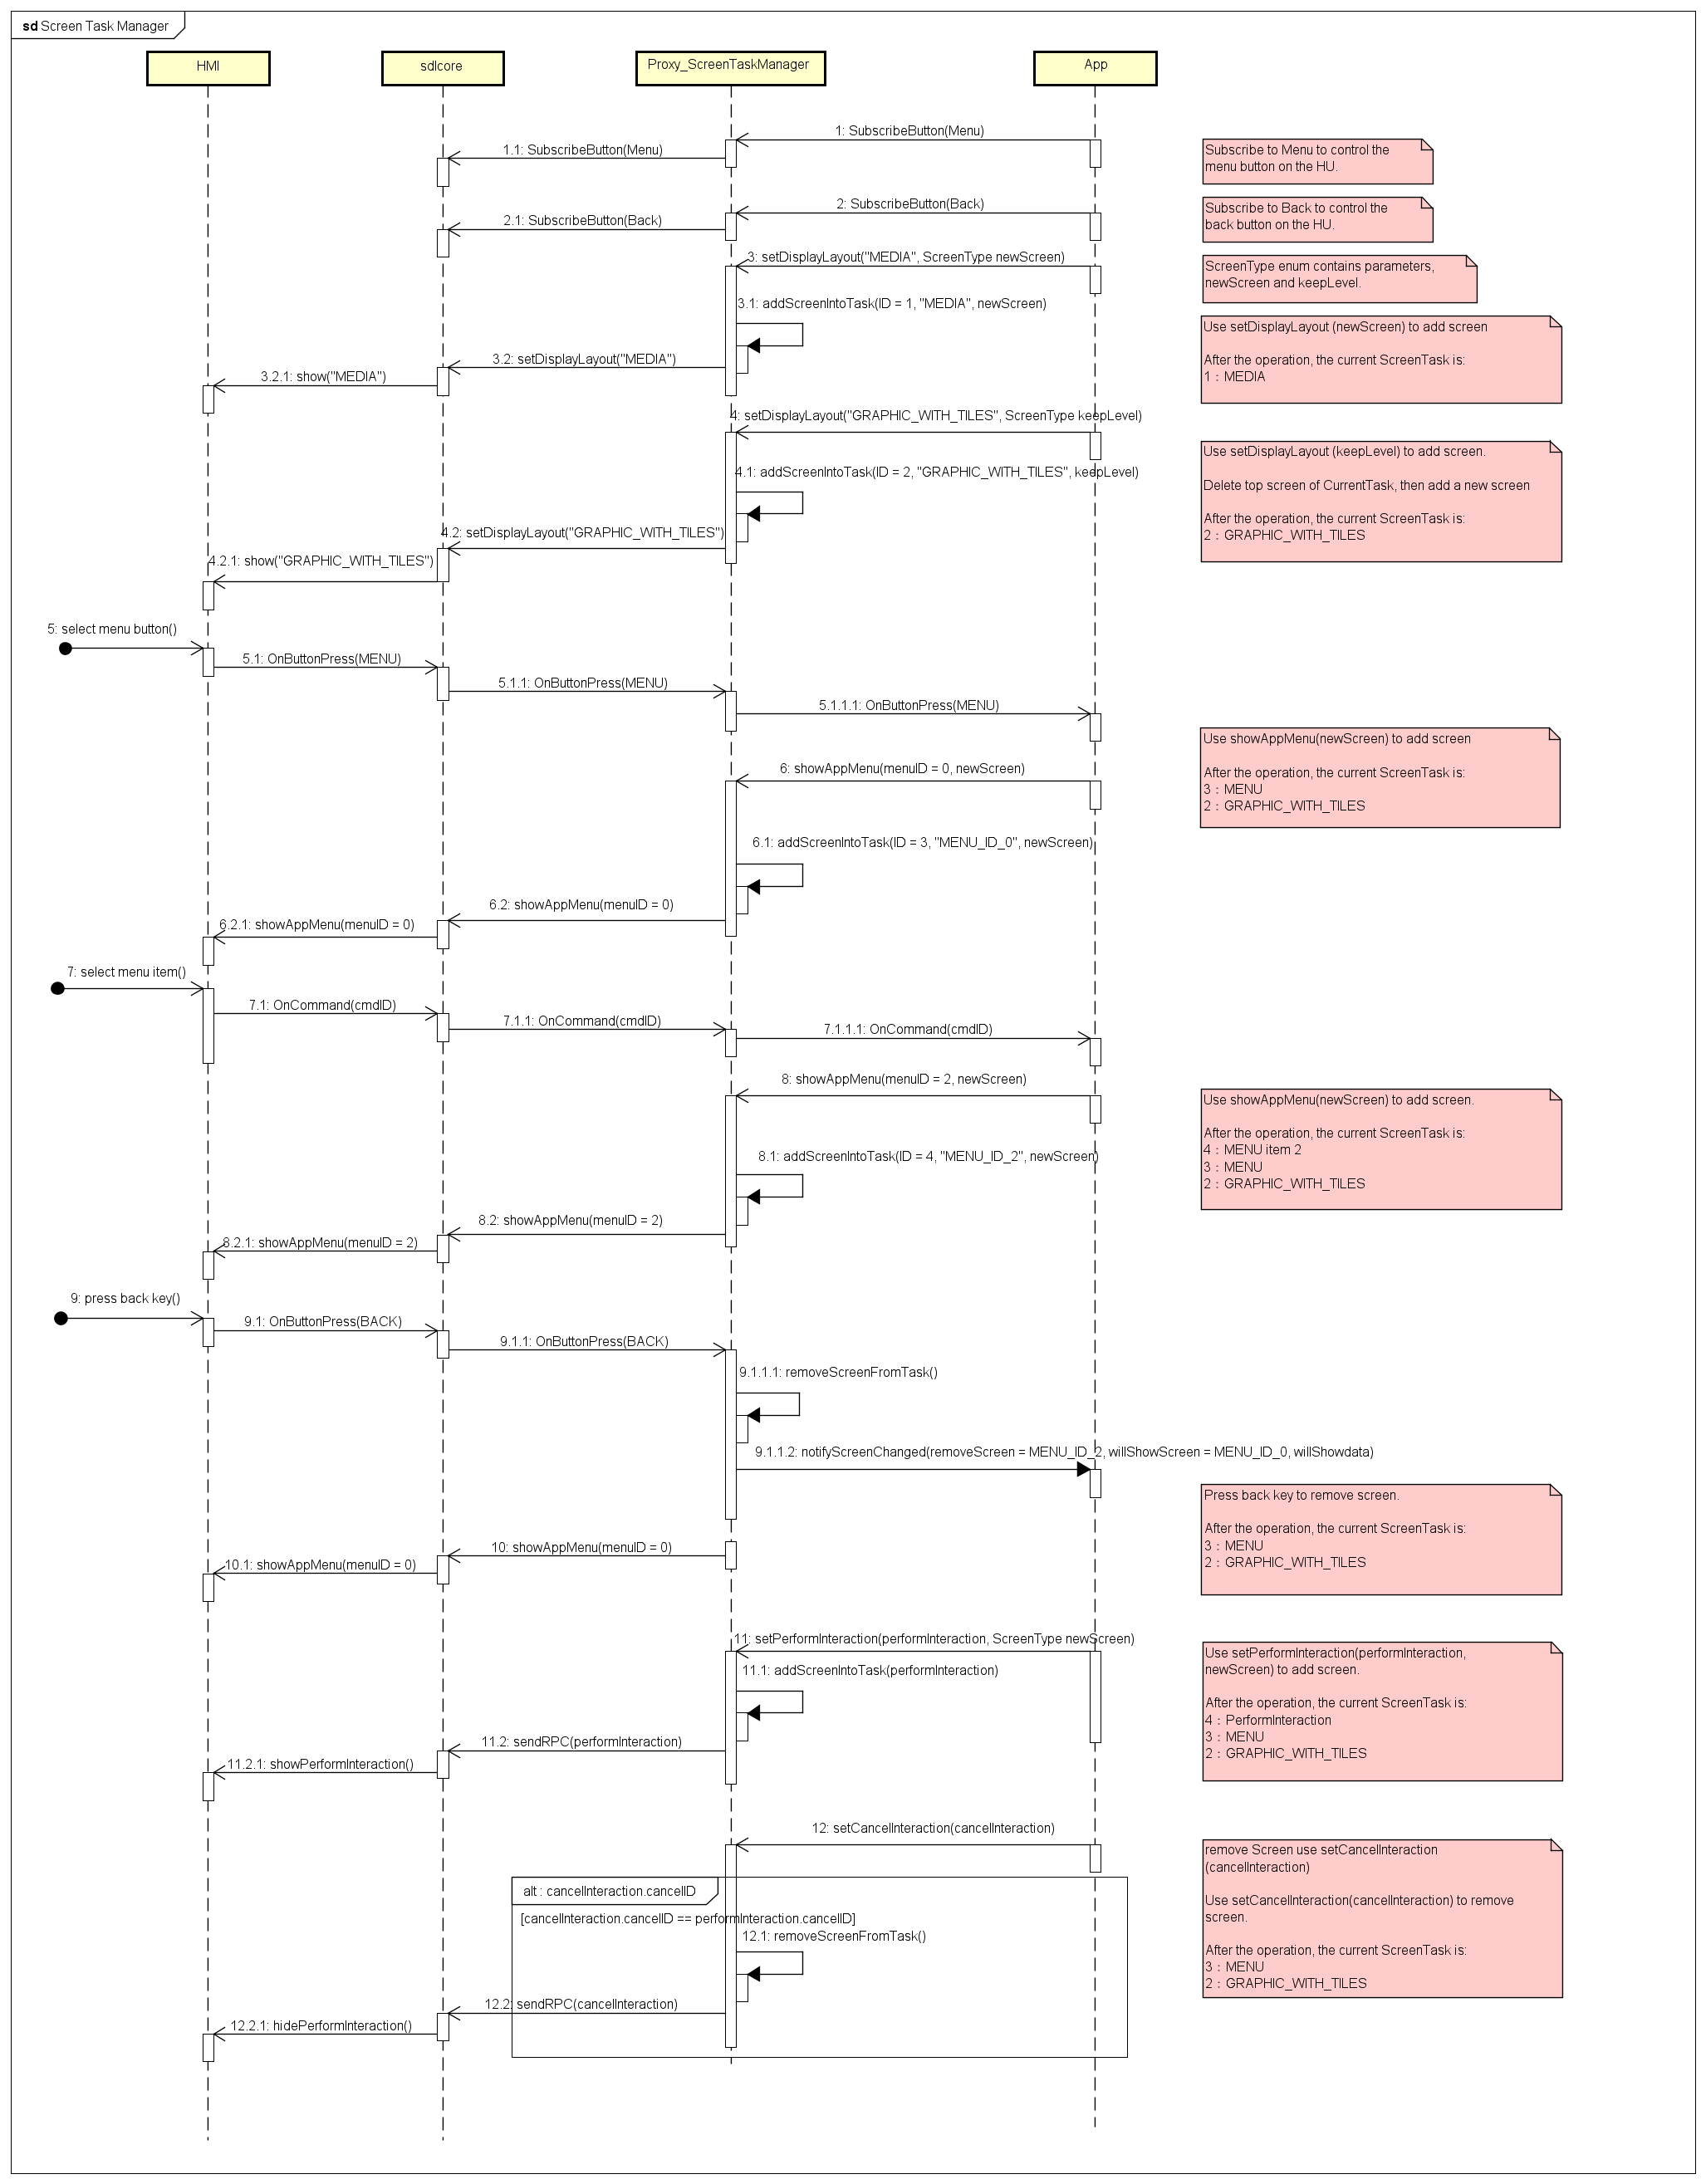 sd Screen Task Manager
HMI
sdlcore
Proxy_ScreenTaskManager
App
1: SubscribeButton(Menu)
1.1: SubscribeButton(Menu)
Subscribe to Menu to control the
menu button on the HU.
2: SubscribeButton(Back)
2.1: SubscribeButton(Back)
Subscribe to Back to control the
back button on the HU.
3: setDisplayLayout("MEDIA", ScreenType newScreen)
ScreenType enum contains parameters,
newScreen and keepLevel.
3.1: addScreenIntoTask(ID = 1, "MEDIA", newScreen)
3.2: setDisplayLayout("MEDIA")
3.2.1: show("MEDIA")
Use setDisplayLayout (newScreen) to add screen
After the operation, the current ScreenTask is:
1：MEDIA
4: setDisplayLayout("GRAPHIC_WITH_TILES", ScreenType keepLevel)
4.1: addScreenIntoTask(ID = 2, "GRAPHIC_WITH_TILES", keepLevel)
4.2: setDisplayLayout("GRAPHIC_WITH_TILES")
4.2.1: show("GRAPHIC_WITH_TILES")
Use setDisplayLayout (keepLevel) to add screen.
Delete top screen of CurrentTask, then add a new screen
After the operation, the current ScreenTask is:
2：GRAPHIC_WITH_TILES
5: select menu button()
5.1: OnButtonPress(MENU)
5.1.1: OnButtonPress(MENU)
5.1.1.1: OnButtonPress(MENU)
6: showAppMenu(menuID = 0, newScreen)
Use showAppMenu(newScreen) to add screen
After the operation, the current ScreenTask is:
3：MENU
2：GRAPHIC_WITH_TILES
6.1: addScreenIntoTask(ID = 3, "MENU_ID_0", newScreen)
6.2: showAppMenu(menuID = 0)
6.2.1: showAppMenu(menuID = 0)
7: select menu item()
7.1: OnCommand(cmdID)
7.1.1: OnCommand(cmdID)
7.1.1.1: OnCommand(cmdID)
8: showAppMenu(menuID = 2, newScreen)
Use showAppMenu(newScreen) to add screen.
After the operation, the current ScreenTask is:
4：MENU item 2
3：MENU
2：GRAPHIC_WITH_TILES
8.1: addScreenIntoTask(ID = 4, "MENU_ID_2", newScreen)
8.2: showAppMenu(menuID = 2)
8.2.1: showAppMenu(menuID = 2)
9: press back key()
9.1: OnButtonPress(BACK)
9.1.1: OnButtonPress(BACK)
9.1.1.1: removeScreenFromTask()
9.1.1.2: notifyScreenChanged(removeScreen = MENU_ID_2, willShowScreen = MENU_ID_0, willShowdata)
Press back key to remove screen.
After the operation, the current ScreenTask is:
3：MENU
2：GRAPHIC_WITH_TILES
10: showAppMenu(menuID = 0)
10.1: showAppMenu(menuID = 0)
11: setPerformInteraction(performInteraction, ScreenType newScreen)
11.1: addScreenIntoTask(performInteraction)
11.2: sendRPC(performInteraction)
11.2.1: showPerformInteraction()
Use setPerformInteraction(performInteraction,
newScreen) to add screen.
After the operation, the current ScreenTask is:
4：PerformInteraction
3：MENU
2：GRAPHIC_WITH_TILES
12: setCancelInteraction(cancelInteraction)
alt : cancelInteraction.cancelID
[cancelInteraction.cancelID == performInteraction.cancelID]
12.1: removeScreenFromTask()
12.2: sendRPC(cancelInteraction)
12.2.1: hidePerformInteraction()
remove Screen use setCancelInteraction
(cancelInteraction)
Use setCancelInteraction(cancelInteraction) to remove
screen.
After the operation, the current ScreenTask is:
3：MENU
2：GRAPHIC_WITH_TILES